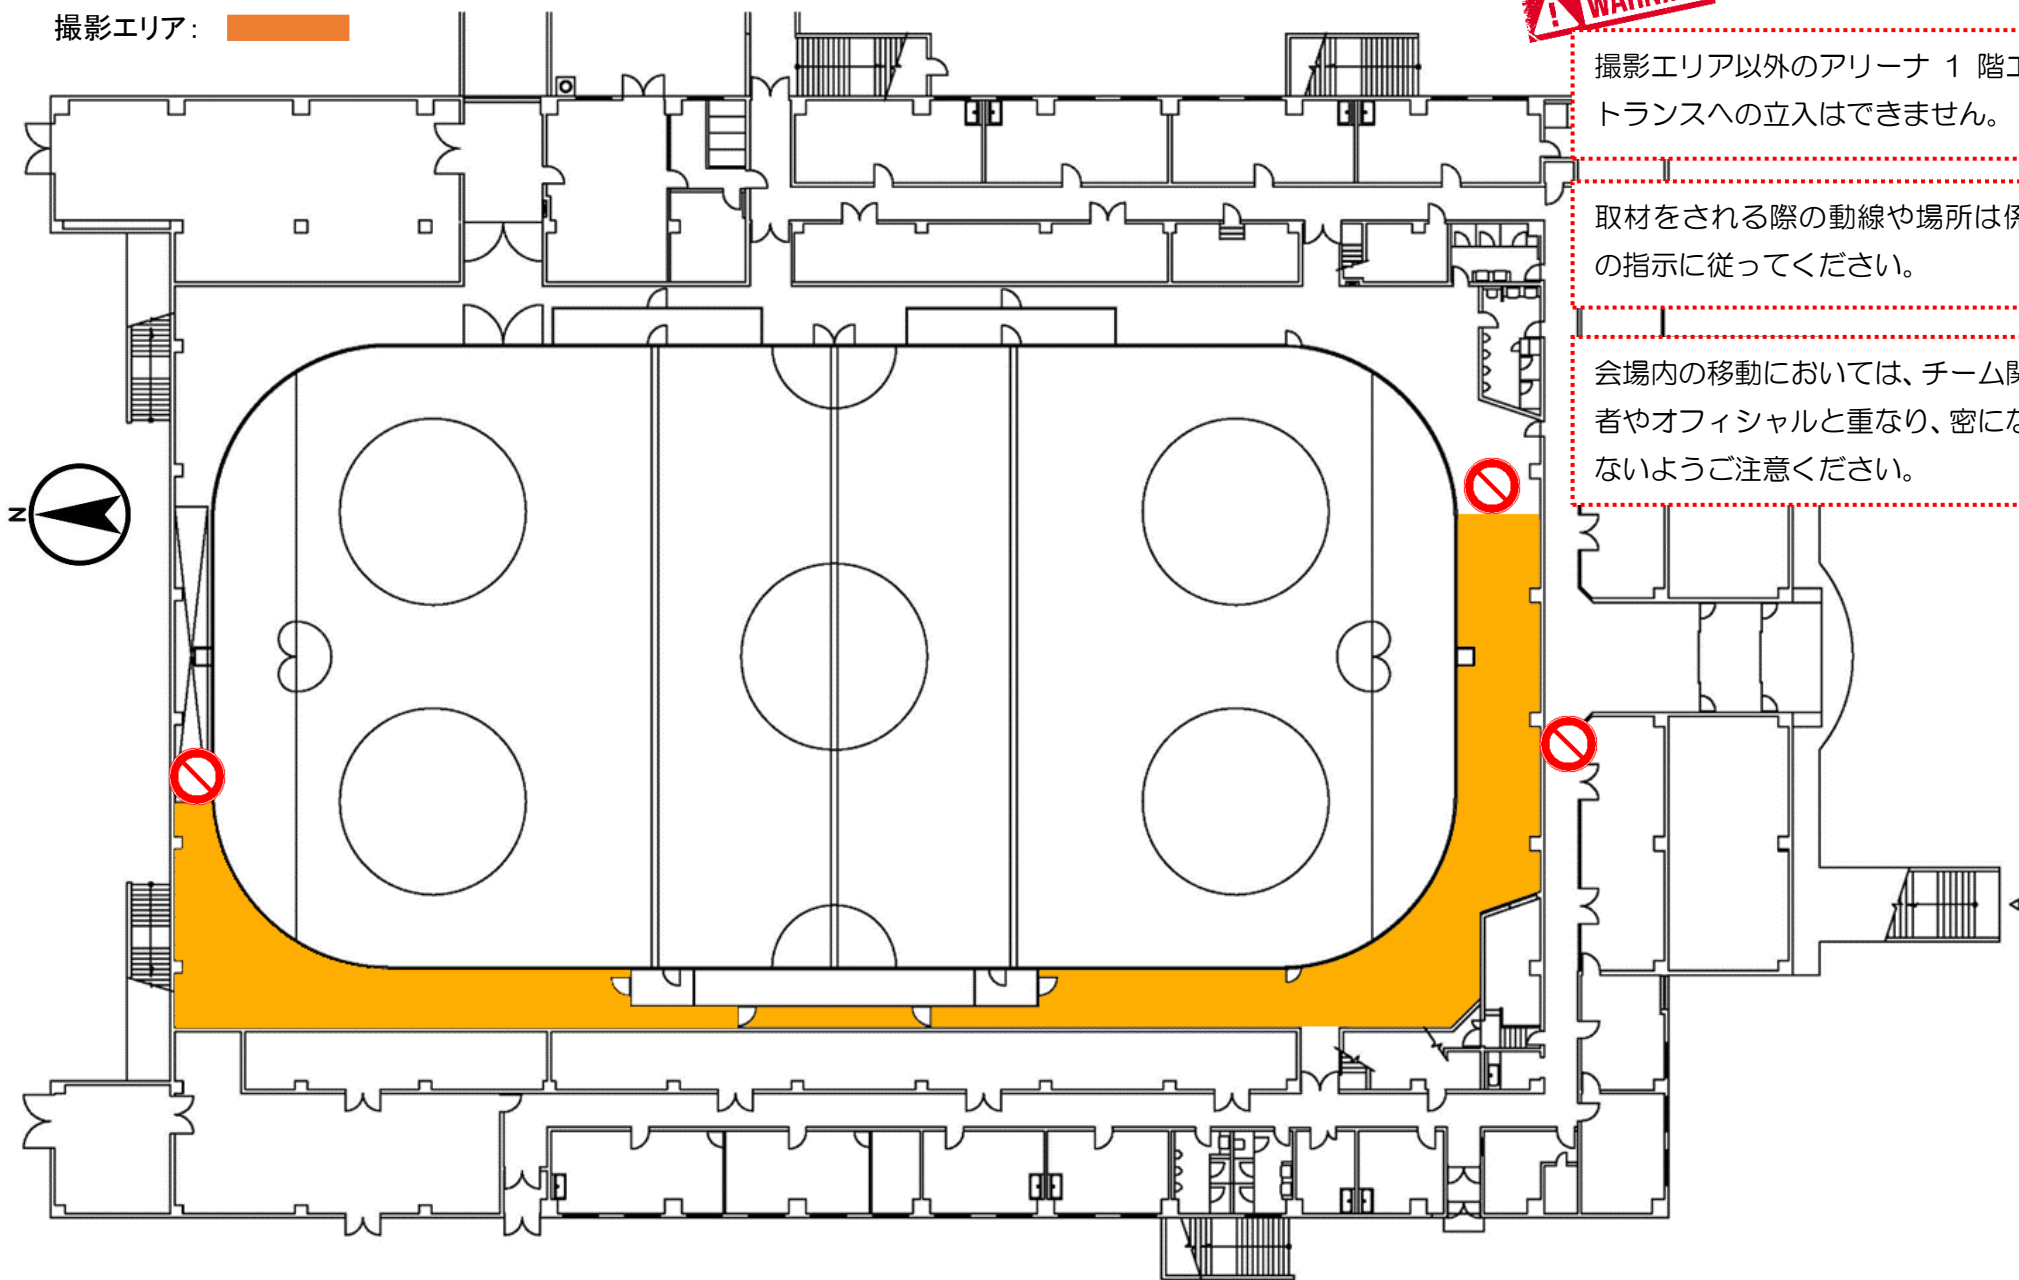 撮影エリア：
撮影エリア以外のアリーナ 1 階エ
トランスへの立入はできません。
取材をされる際の動線や場所は係
の指示に従ってください。
会場内の移動においては、チーム関
者やオフィシャルと重なり、密にな
ないようご注意ください。
N